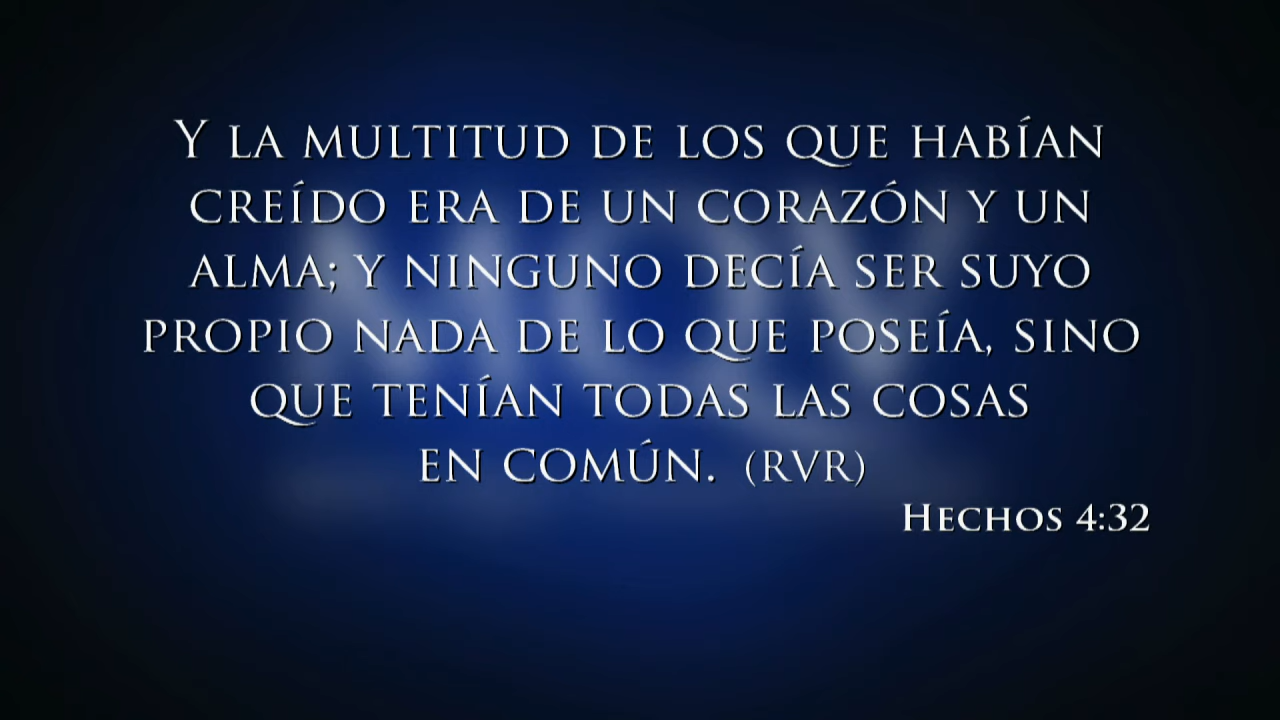 Y LA MULTITUD DE LOS QUE HABÍAN
CREÍDO ERA DE UN CORAZÓN Y UN
ALMA; Y NINGUNO DECÍA SER SUYO
PROPIO NADA DE LO QUE POSEÍA, SINO
QUE TENÍAN TODAS LAS COSAS
EN COMÚN. (RVR)
HECHOS 4:32